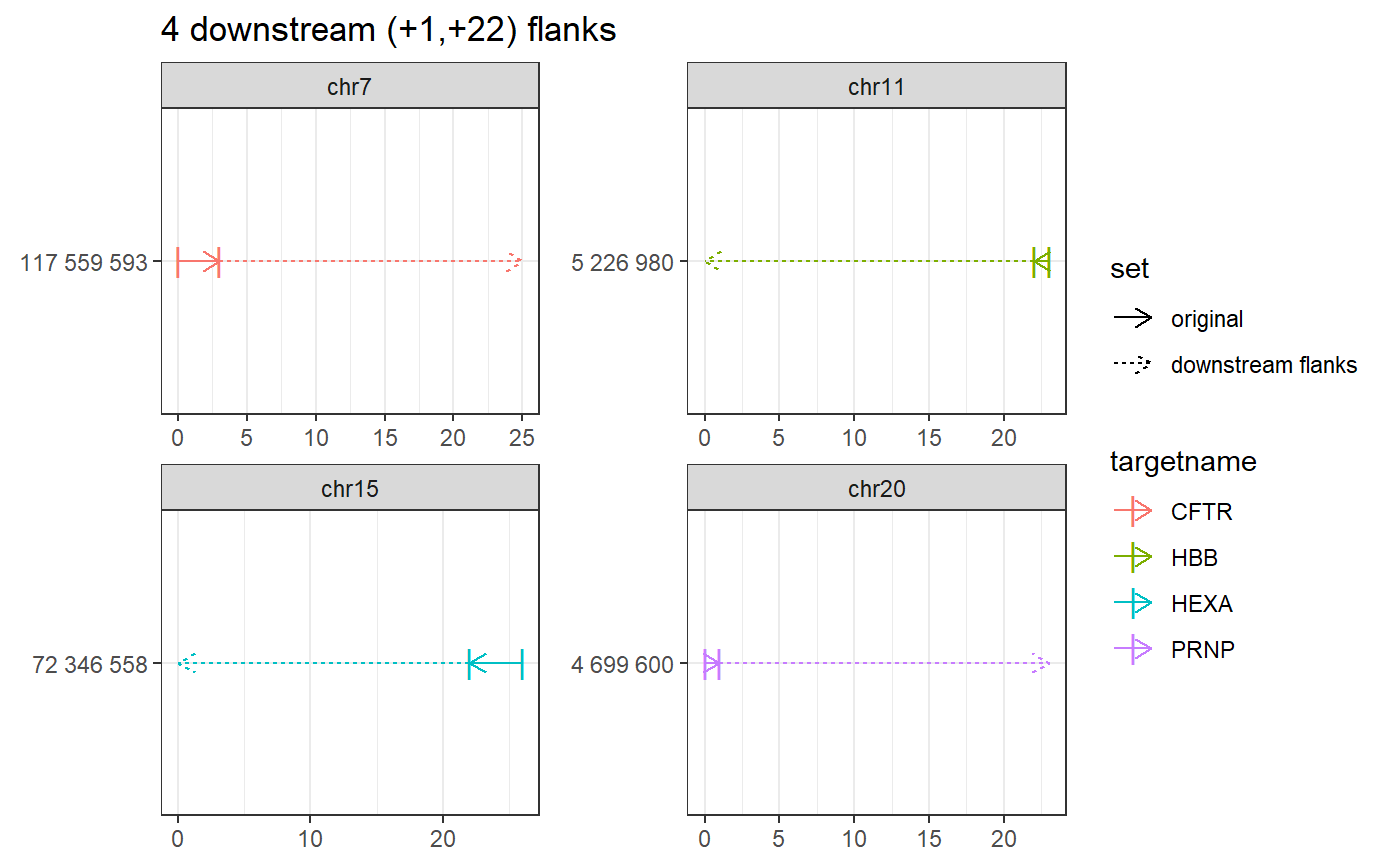 4 downstream (+1,+22) flanks
chr7
chr11
117 559 593
5 226 980
0 5 10 15 20 25
0 5 10 15 20
chr15
chr20
72 346 558
4 699 600
0 10 20
0 5 10 15 20
set
original
downstream flanks
targetname
CFTR
HBB
HEXA
PRNP